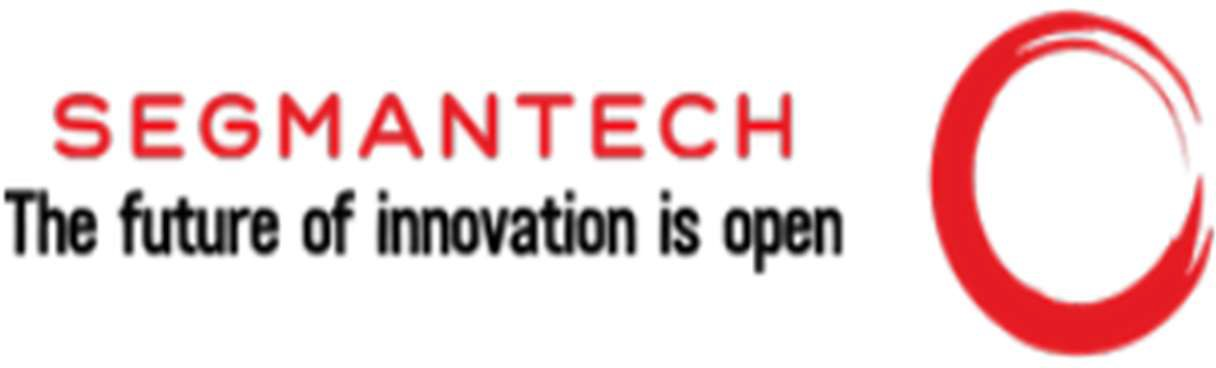 SEGMANTECH
The future of innovation is open